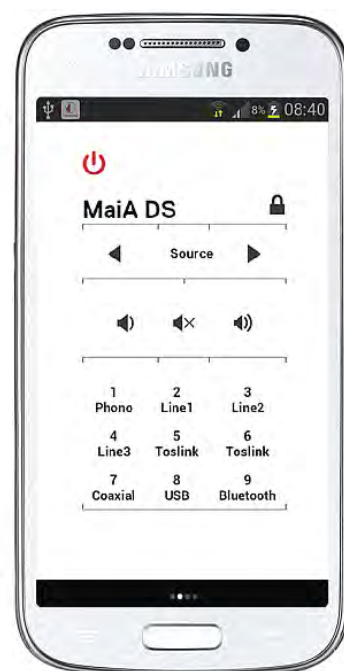 SAMSUNG
8% 08:40
MaiA DS
Source
1 2 3
Phono Line1 Line2
4 5 6
Line3 Toslink Toslink
7 8 9
Coaxial USB Bluetooth